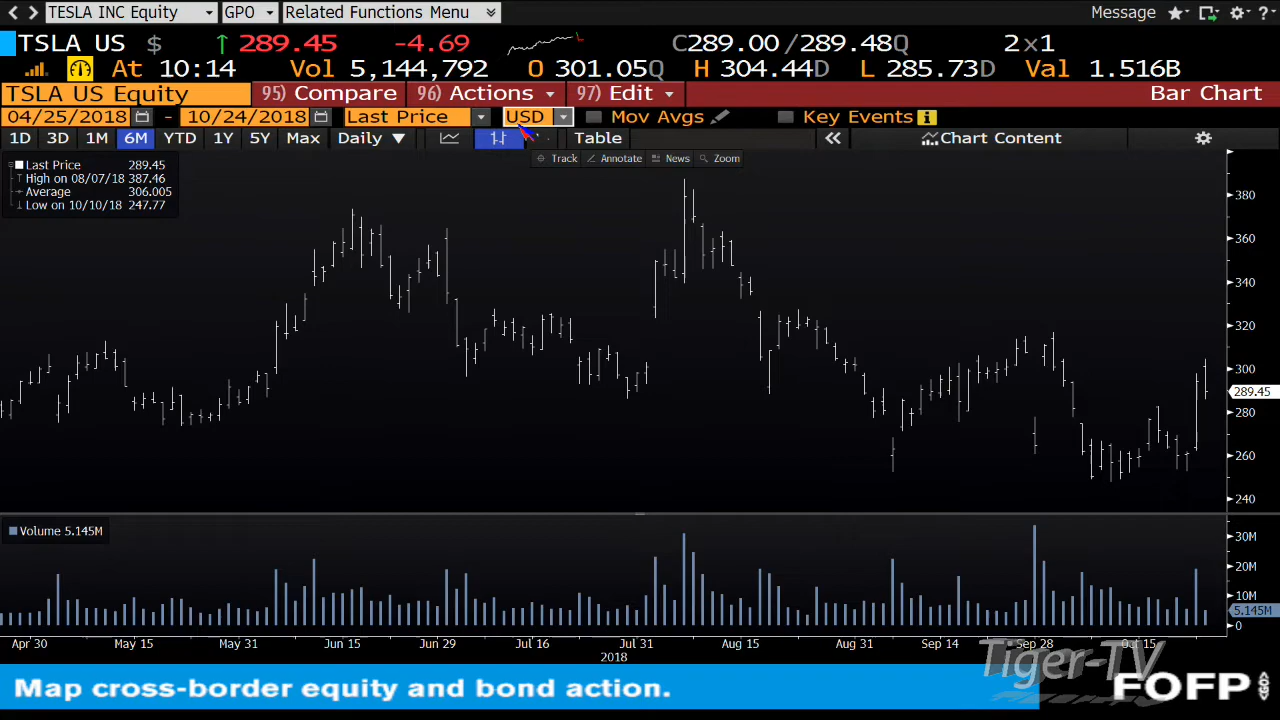 TESLA INC Equity GPO Related Functions Menu Message ?
TSLA US $ ↑ 289.45 -4.69 C289.00 /289.48Q 2×1
At 10:14 Vol 5,144,792 O 301.05Q H 304.44D L 285.73D Val 1.516B
TSLA US Equity 95) Compare 96) Actions 97) Edit Bar Chart
04/25/2018 - 10/24/2018 Last Price USD Mov Avgs Key Events
1D 3D 1M 6M YTD 1Y 5Y Max Daily ▼ Table « Chart Content
Track Annotate News Zoom
Last Price 289.45
High on 08/07/18 387.46
Average 306.005
Low on 10/10/18 247.77
380
360
340
320
300
289.45
280
260
240
Volume 5.145M
30M
20M
10M
5.145M
0
Apr 30 May 15 May 31 Jun 15 Jun 29 Jul 16 Jul 31 Aug 15 Aug 31 Sep 14 Sep 28 Oct 15
2018
Tiger-TV
Map cross-border equity and bond action.
FOFP <GO>